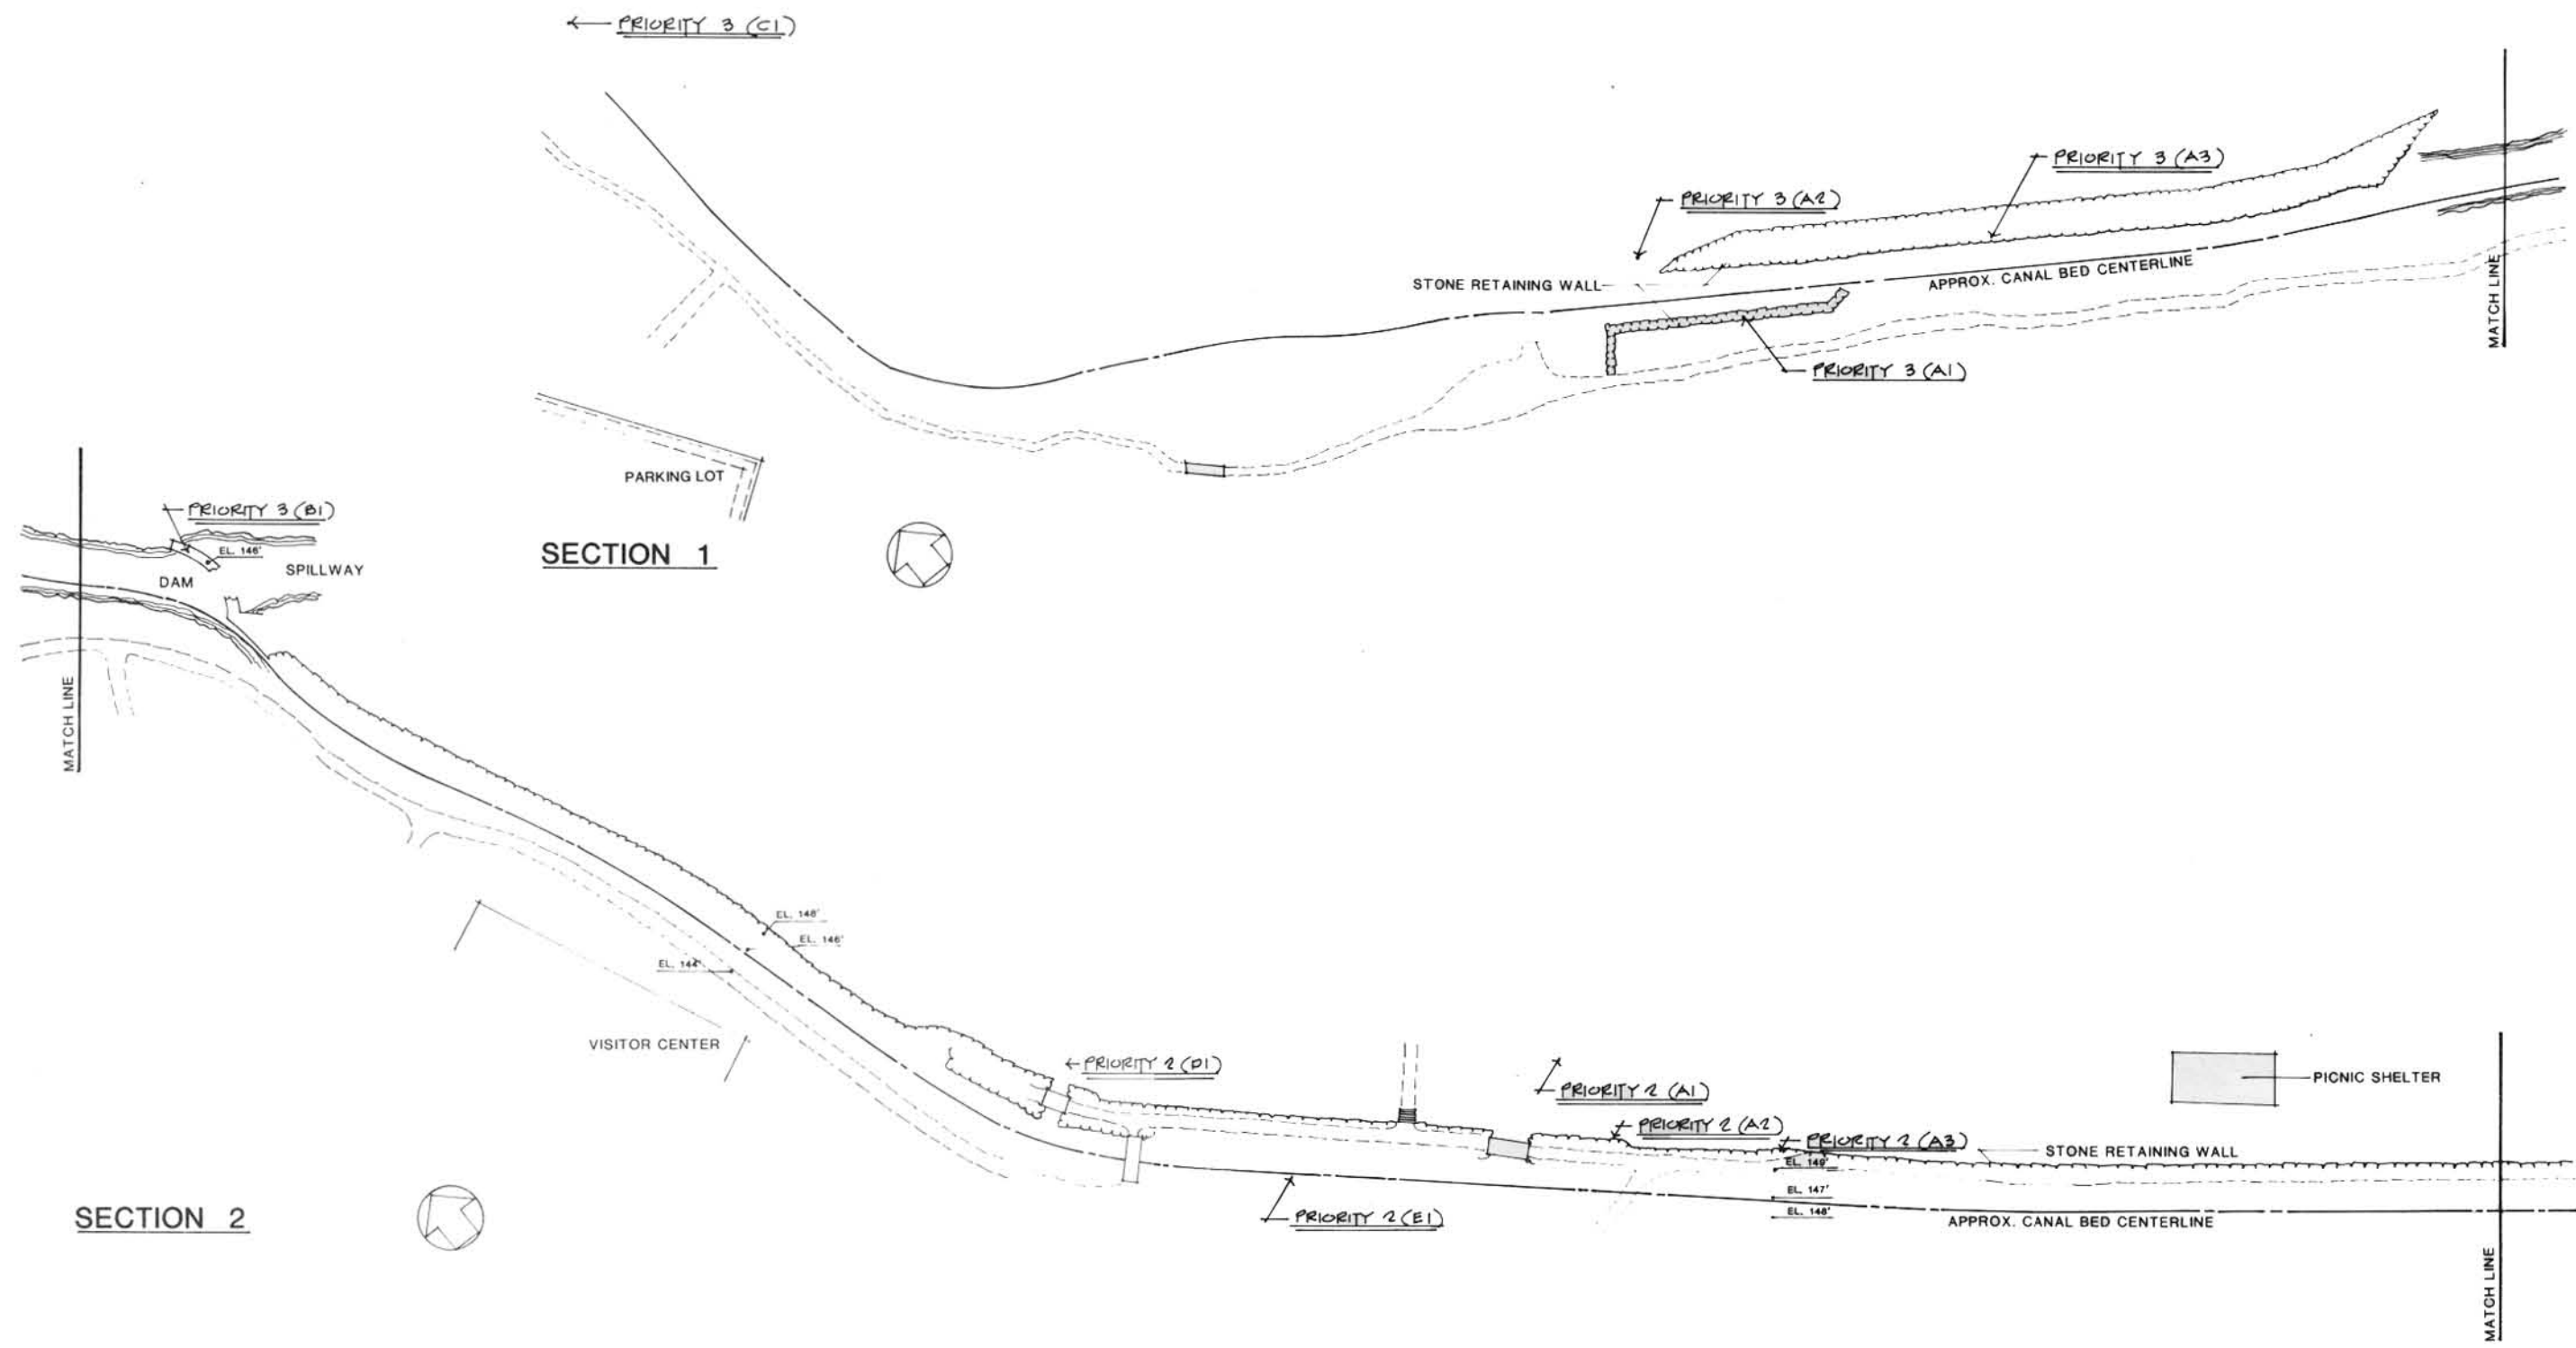 PRIORITY 3 (C1)
PRIORITY 3 (A3)
PRIORITY 3 (A2)
STONE RETAINING WALL
APPROX. CANAL BED CENTERLINE
MATCH LINE
PRIORITY 3 (A1)
PARKING LOT
SECTION 1
PRIORITY 3 (B1)
EL. 146'
DAM
SPILLWAY
MATCH LINE
EL. 148'
EL. 146'
EL. 144'
VISITOR CENTER
PRIORITY 2 (D1)
PRIORITY 2 (A1)
PRIORITY 2 (A2)
PRIORITY 2 (A3)
PICNIC SHELTER
STONE RETAINING WALL
EL. 149'
EL. 147'
EL. 148'
APPROX. CANAL BED CENTERLINE
PRIORITY 2 (E1)
SECTION 2
MATCH LINE